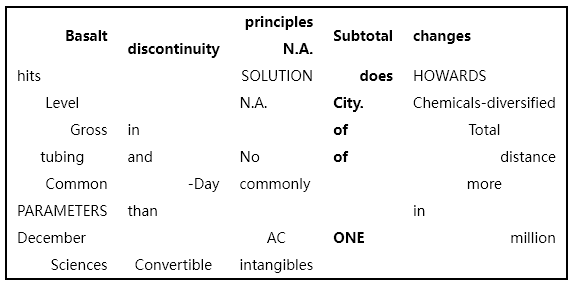 Basalt discontinuity principles N.A. Subtotal changes
hits SOLUTION does HOWARDS
Level N.A. City. Chemicals-diversified
Gross in of Total
tubing and No of distance
Common -Day commonly more
PARAMETERS than in
December AC ONE million
Sciences Convertible intangibles